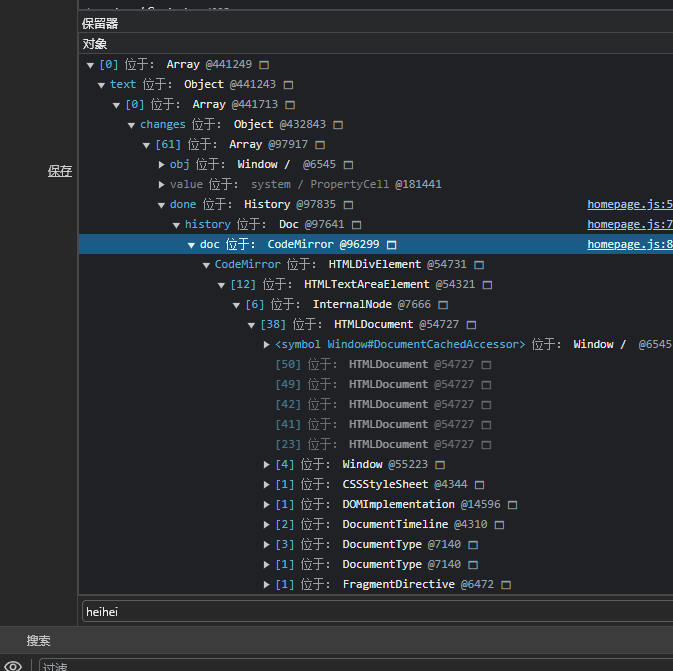 保留器
对象
[0] 位于: Array @441249
text 位于: Object @441243
[0] 位于: Array @441713
changes 位于: Object @432843
[61] 位于: Array @97917
保存
obj 位于: Window / @6545
value 位于: system / PropertyCell @181441
done 位于: History @97835 homepage.js:5
history 位于: Doc @97641 homepage.js:7
doc 位于: CodeMirror @96299 homepage.js:8
CodeMirror 位于: HTMLDivElement @54731
[12] 位于: HTMLTextAreaElement @54321
[6] 位于: InternalNode @7666
[38] 位于: HTMLDocument @54727
<symbol Window#DocumentCachedAccessor> 位于: Window / @6545
[50] 位于: HTMLDocument @54727
[49] 位于: HTMLDocument @54727
[42] 位于: HTMLDocument @54727
[41] 位于: HTMLDocument @54727
[23] 位于: HTMLDocument @54727
[4] 位于: Window @55223
[1] 位于: CSSStyleSheet @4344
[1] 位于: DOMImplementation @14596
[2] 位于: DocumentTimeline @4310
[3] 位于: DocumentType @7140
[1] 位于: DocumentType @7140
[1] 位于: FragmentDirective @6472
heihei
搜索
过滤